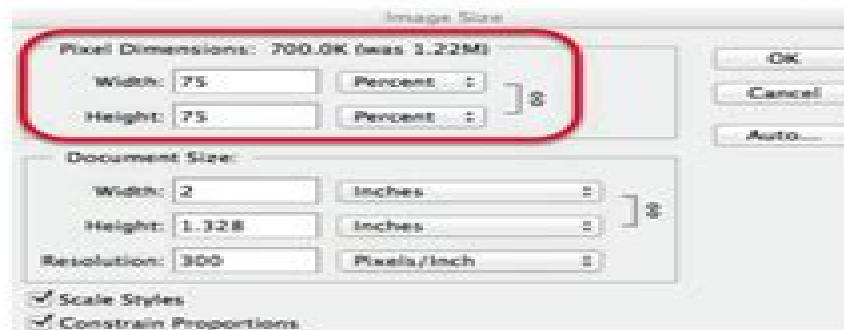 Image Size
Pixel Dimensions: 700.0K (was 1.22M)
Width: 75 Percent
Height: 75 Percent
OK
Cancel
Auto...
Document Size:
Width: 2 Inches
Height: 1.328 Inches
Resolution: 300 Pixels/Inch
Scale Styles
Constrain Proportions